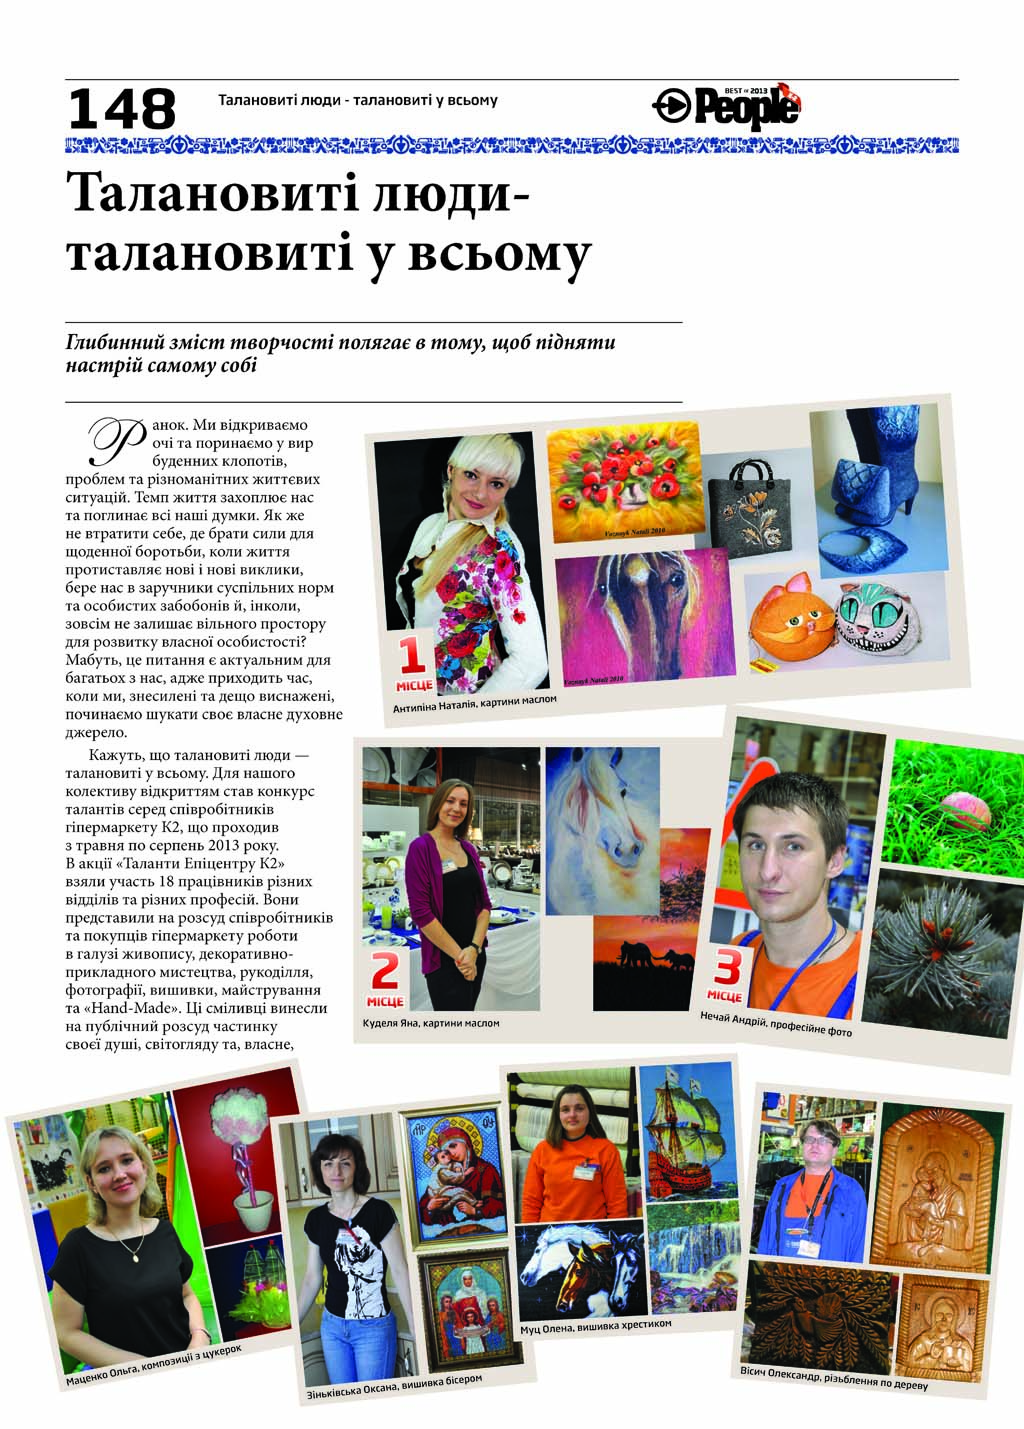 148
Талановиті люди - талановиті у всьому
BEST OF 2013
People
Талановиті люди-
талановиті у всьому
Глибинний зміст творчості полягає в тому, щоб підняти
настрій самому собі
Ранок. Ми відкриваємо
очі та поринаємо у вир
буденних клопотів,
проблем та різноманітних життєвих
ситуацій. Темп життя захоплює нас
та поглинає всі наші думки. Як же
не втратити себе, де брати сили для
щоденної боротьби, коли життя
протиставляє нові і нові виклики,
бере нас в заручники суспільних норм
та особистих забобонів й, інколи,
зовсім не залишає вільного простору
для розвитку власної особистості?
Мабуть, це питання є актуальним для
багатьох з нас, адже приходить час,
коли ми, знесилені та дещо виснажені,
починаємо шукати своє власне духовне
джерело.
Кажуть, що талановиті люди —
талановиті у всьому. Для нашого
колективу відкриттям став конкурс
талантів серед співробітників
гіпермаркету К2, що проходив
з травня по серпень 2013 року.
В акції «Таланти Епіцентру К2»
взяли участь 18 працівників різних
відділів та різних професій. Вони
представили на розсуд співробітників
та покупців гіпермаркету роботи
в галузі живопису, декоративно-
прикладного мистецтва, рукоділля,
фотографії, вишивки, майстрування
та «Hand-Made». Ці сміливці винесли
на публічний розсуд частинку
своєї душі, світогляду та, власне,
Voznyk Natali 2010
Voznyk Natali 2010
1
МІСЦЕ
Антипіна Наталія, картини маслом
2
МІСЦЕ
Куделя Яна, картини маслом
3
МІСЦЕ
Нечай Андрій, професійне фото
Маценко Ольга, композиції з цукерок
Зіньківська Оксана, вишивка бісером
Муц Олена, вишивка хрестиком
Вісич Олександр, різьблення по дереву